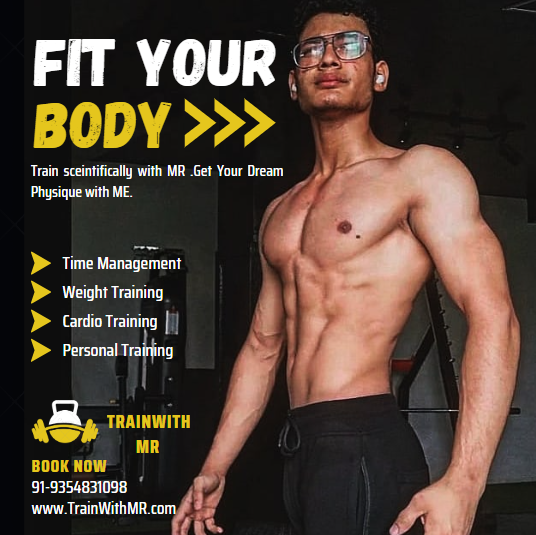 FIT YOUR
BODY
Train sceintifically with MR .Get Your Dream
Physique with ME.
Time Management
Weight Training
Cardio Training
Personal Training
TRAINWITH
MR
BOOK NOW
91-9354831098
www.TrainWithMR.com